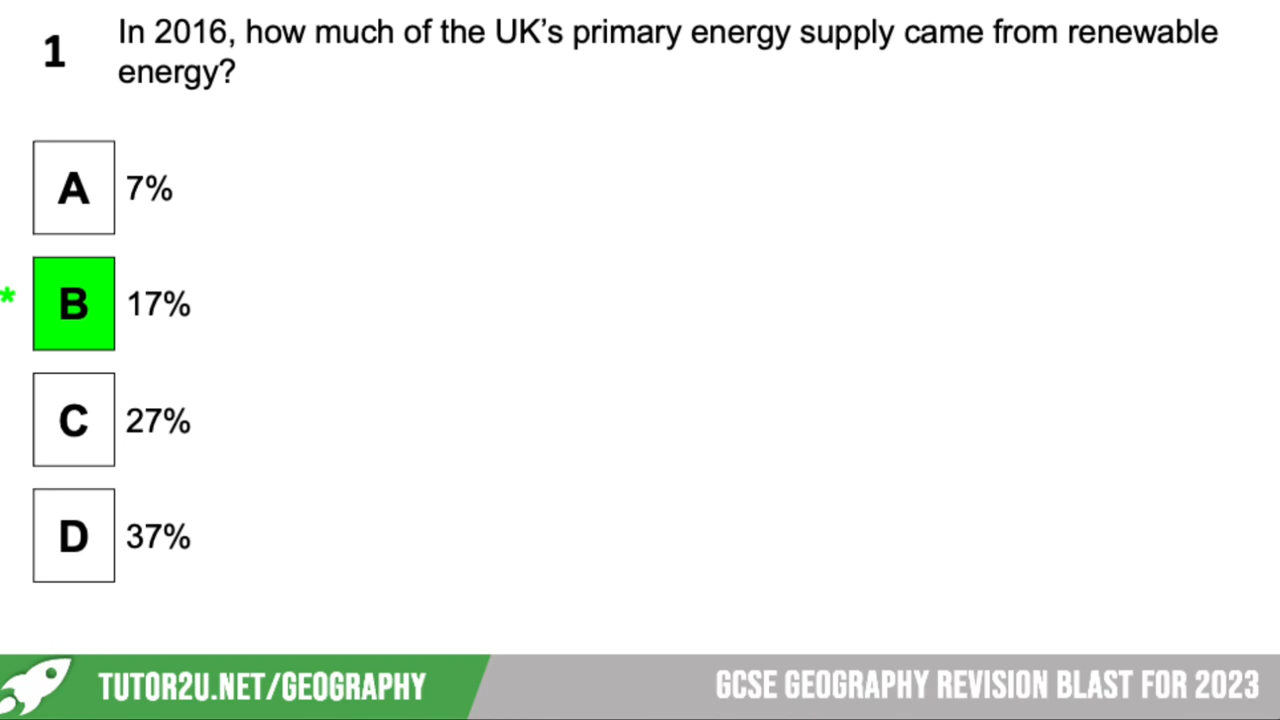 1 In 2016, how much of the UK's primary energy supply came from renewable
energy?
A 7%
* B 17%
C 27%
D 37%
TUTOR2U.NET/GEOGRAPHY GCSE GEOGRAPHY REVISION BLAST FOR 2023